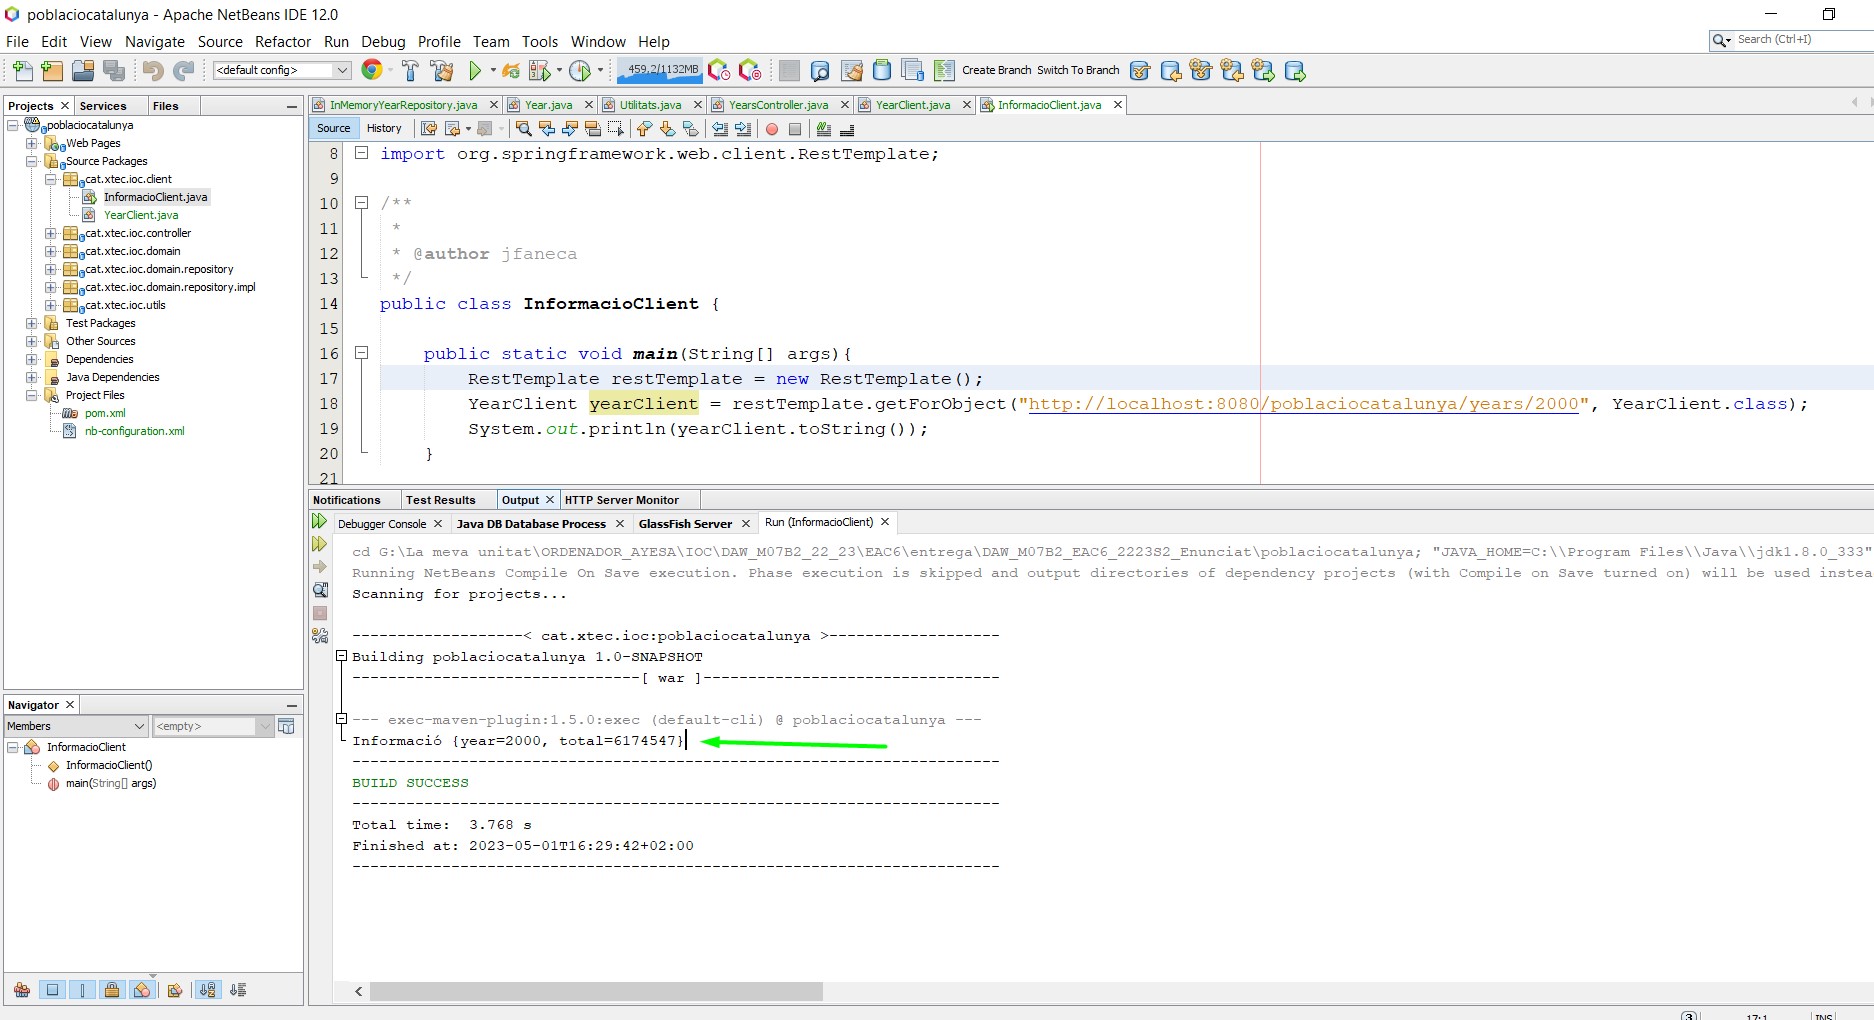 poblaciocatalunya - Apache NetBeans IDE 12.0
File Edit View Navigate Source Refactor Run Debug Profile Team Tools Window Help
Search (Ctrl+I)
<default config>
459,2/1132MB
Create Branch Switch To Branch
Projects Services Files
poblaciocatalunya
Web Pages
Source Packages
cat.xtec.ioc.client
InformacioClient.java
YearClient.java
cat.xtec.ioc.controller
cat.xtec.ioc.domain
cat.xtec.ioc.domain.repository
cat.xtec.ioc.domain.repository.impl
cat.xtec.ioc.utils
Test Packages
Other Sources
Dependencies
Java Dependencies
Project Files
pom.xml
nb-configuration.xml
Navigator
Members <empty>
InformacioClient
InformacioClient()
main(String[] args)
InMemoryYearRepository.java Year.java Utilitats.java YearsController.java YearClient.java InformacioClient.java
Source History
8 import org.springframework.web.client.RestTemplate;
9
10 /**
11 *
12 * @author jfaneca
13 */
14 public class InformacioClient {
15
16 public static void main(String[] args){
17 RestTemplate restTemplate = new RestTemplate();
18 YearClient yearClient = restTemplate.getForObject("http://localhost:8080/poblaciocatalunya/years/2000", YearClient.class);
19 System.out.println(yearClient.toString());
20 }
21
Notifications Test Results Output HTTP Server Monitor
Debugger Console Java DB Database Process GlassFish Server Run (InformacioClient)
cd G:\La meva unitat\ORDENADOR_AYESA\IOC\DAW_M07B2_22_23\EAC6\entrega\DAW_M07B2_EAC6_2223S2_Enunciat\poblaciocatalunya; "JAVA_HOME=C:\\Program Files\\Java\\jdk1.8.0_333"
Running NetBeans Compile On Save execution. Phase execution is skipped and output directories of dependency projects (with Compile on Save turned on) will be used instea
Scanning for projects...
-------------------< cat.xtec.ioc:poblaciocatalunya >-------------------
Building poblaciocatalunya 1.0-SNAPSHOT
--------------------------------[ war ]---------------------------------
--- exec-maven-plugin:1.5.0:exec (default-cli) @ poblaciocatalunya ---
Informació {year=2000, total=6174547}
------------------------------------------------------------------------
BUILD SUCCESS
------------------------------------------------------------------------
Total time: 3.768 s
Finished at: 2023-05-01T16:29:42+02:00
------------------------------------------------------------------------
3 17:1 INS